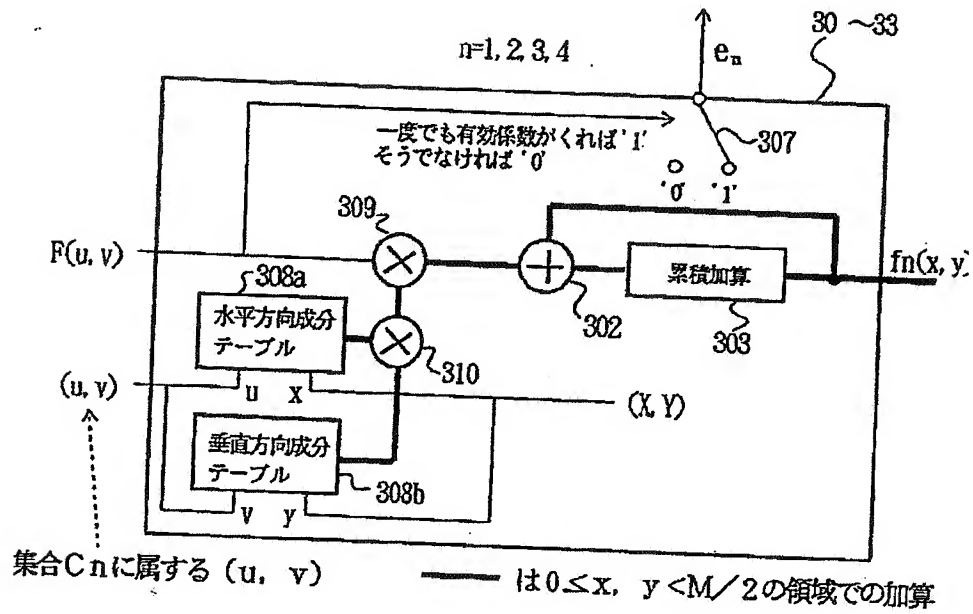 n=1, 2, 3, 4
e_n
30 ~33
一度でも有効係数がくれば '1'
そうでなければ '0'
307
'0' '1'
309
F(u, v)
308a
水平方向成分
テーブル
302
累積加算
303
fn(x, y)
310
(u, v)
u x
(X, Y)
垂直方向成分
テーブル
308b
v y
集合Cnに属する (u, v)
は0≤x, y<M/2の領域での加算